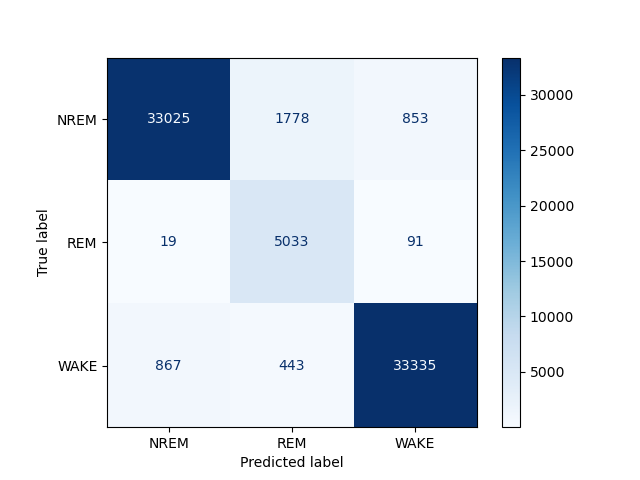 NREM 33025 1778 853
REM 19 5033 91
WAKE 867 443 33335
NREM REM WAKE
Predicted label
True label
30000
25000
20000
15000
10000
5000